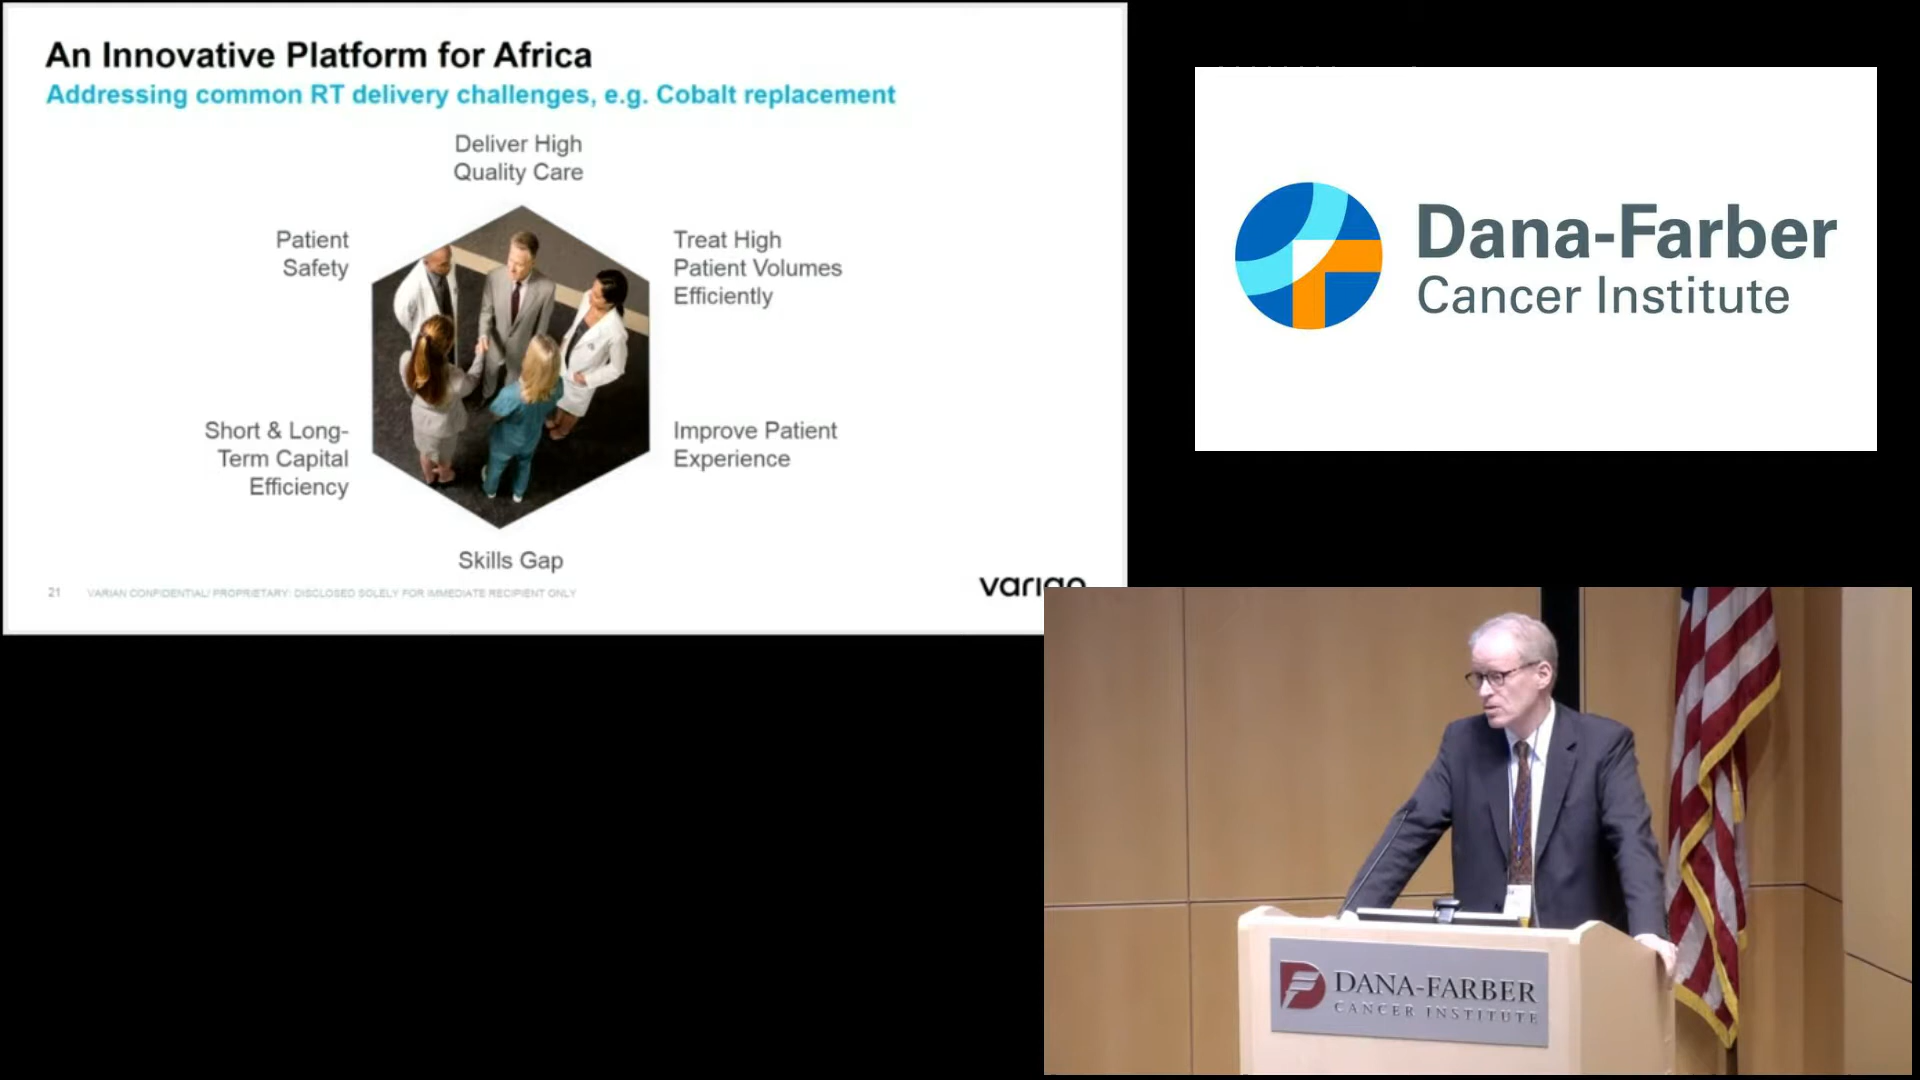 An Innovative Platform for Africa
Addressing common RT delivery challenges, e.g. Cobalt replacement
Deliver High
Quality Care
Patient
Safety
Treat High
Patient Volumes
Efficiently
Short & Long-
Term Capital
Efficiency
Improve Patient
Experience
Skills Gap
21 VARIAN CONFIDENTIAL/ PROPRIETARY: DISCLOSED SOLELY FOR IMMEDIATE RECIPIENT ONLY
varian
Dana-Farber
Cancer Institute
DANA-FARBER
CANCER INSTITUTE